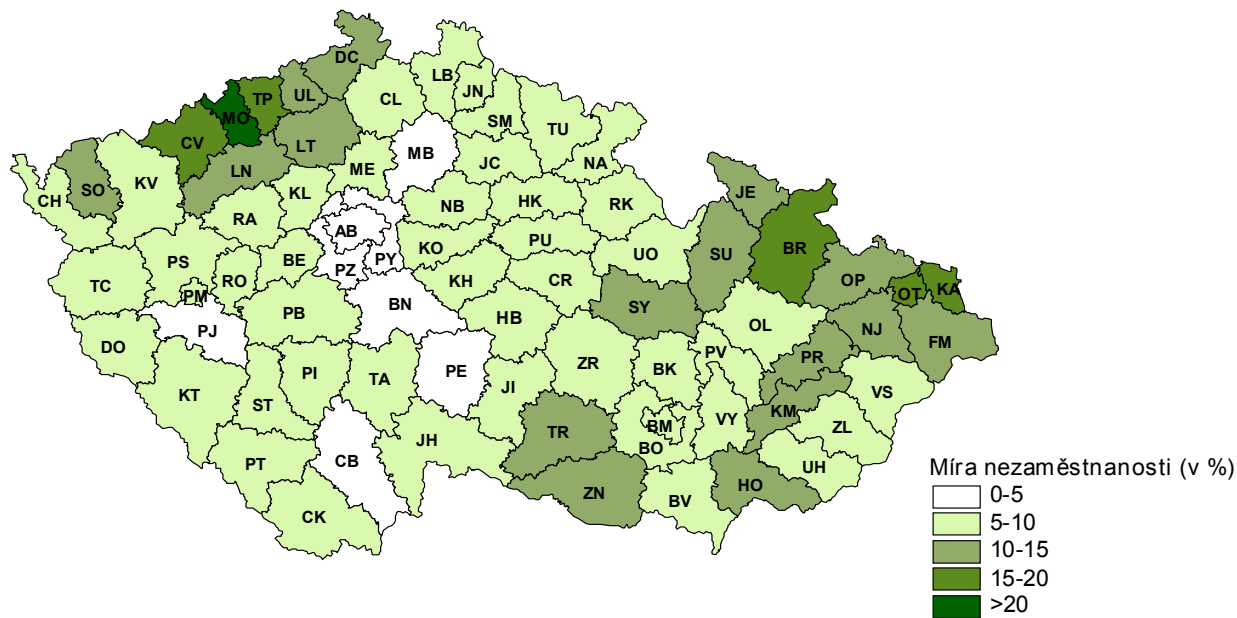 DC
LB
TP
UL
CL
JN
MO
SM
TU
CV
LT
MB
LN
ME
JC
NA
CH
SO
KV
KL
JE
RA
NB
HK
RK
AB
KO
PU
BR
PS
BE
PZ
PY
UO
SU
TC
PM
RO
KH
CR
OP
OT
KA
PB
BN
SY
PJ
HB
OL
NJ
FM
DO
PV
PR
KT
ST
PI
TA
PE
JI
ZR
BK
VS
KM
TR
BM
VY
ZL
PT
CB
JH
BO
UH
CK
ZN
BV
HO
Míra nezaměstnanosti (v %)
0-5
5-10
10-15
15-20
>20